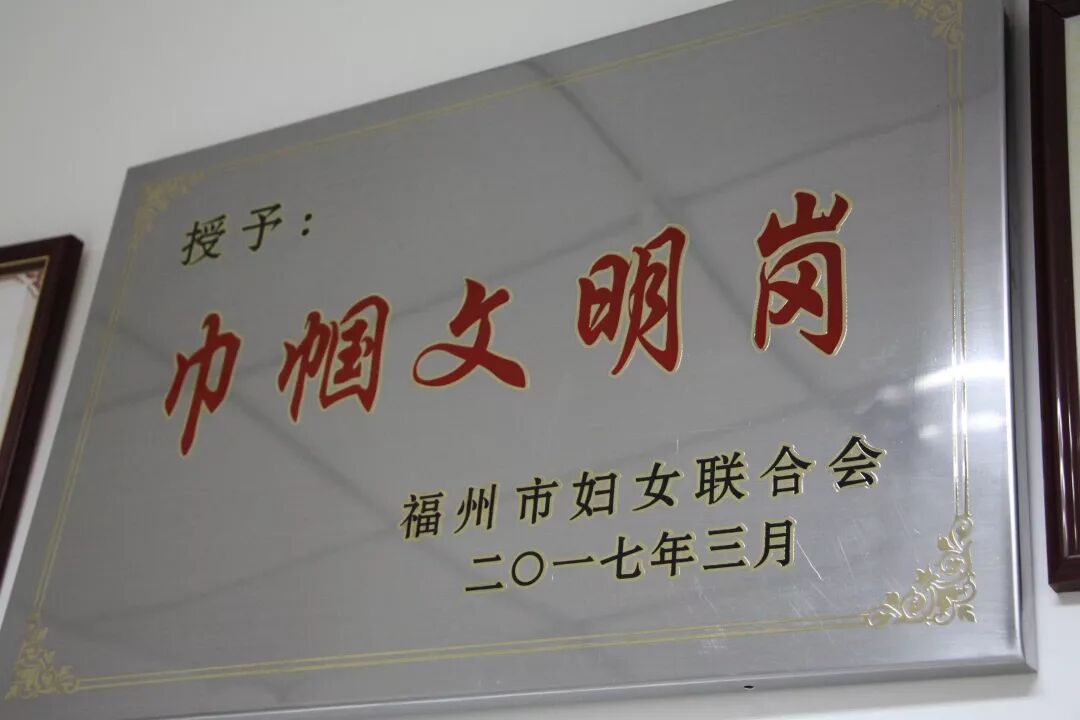 授予：
巾帼文明岗
福州市妇女联合会
二〇一七年三月